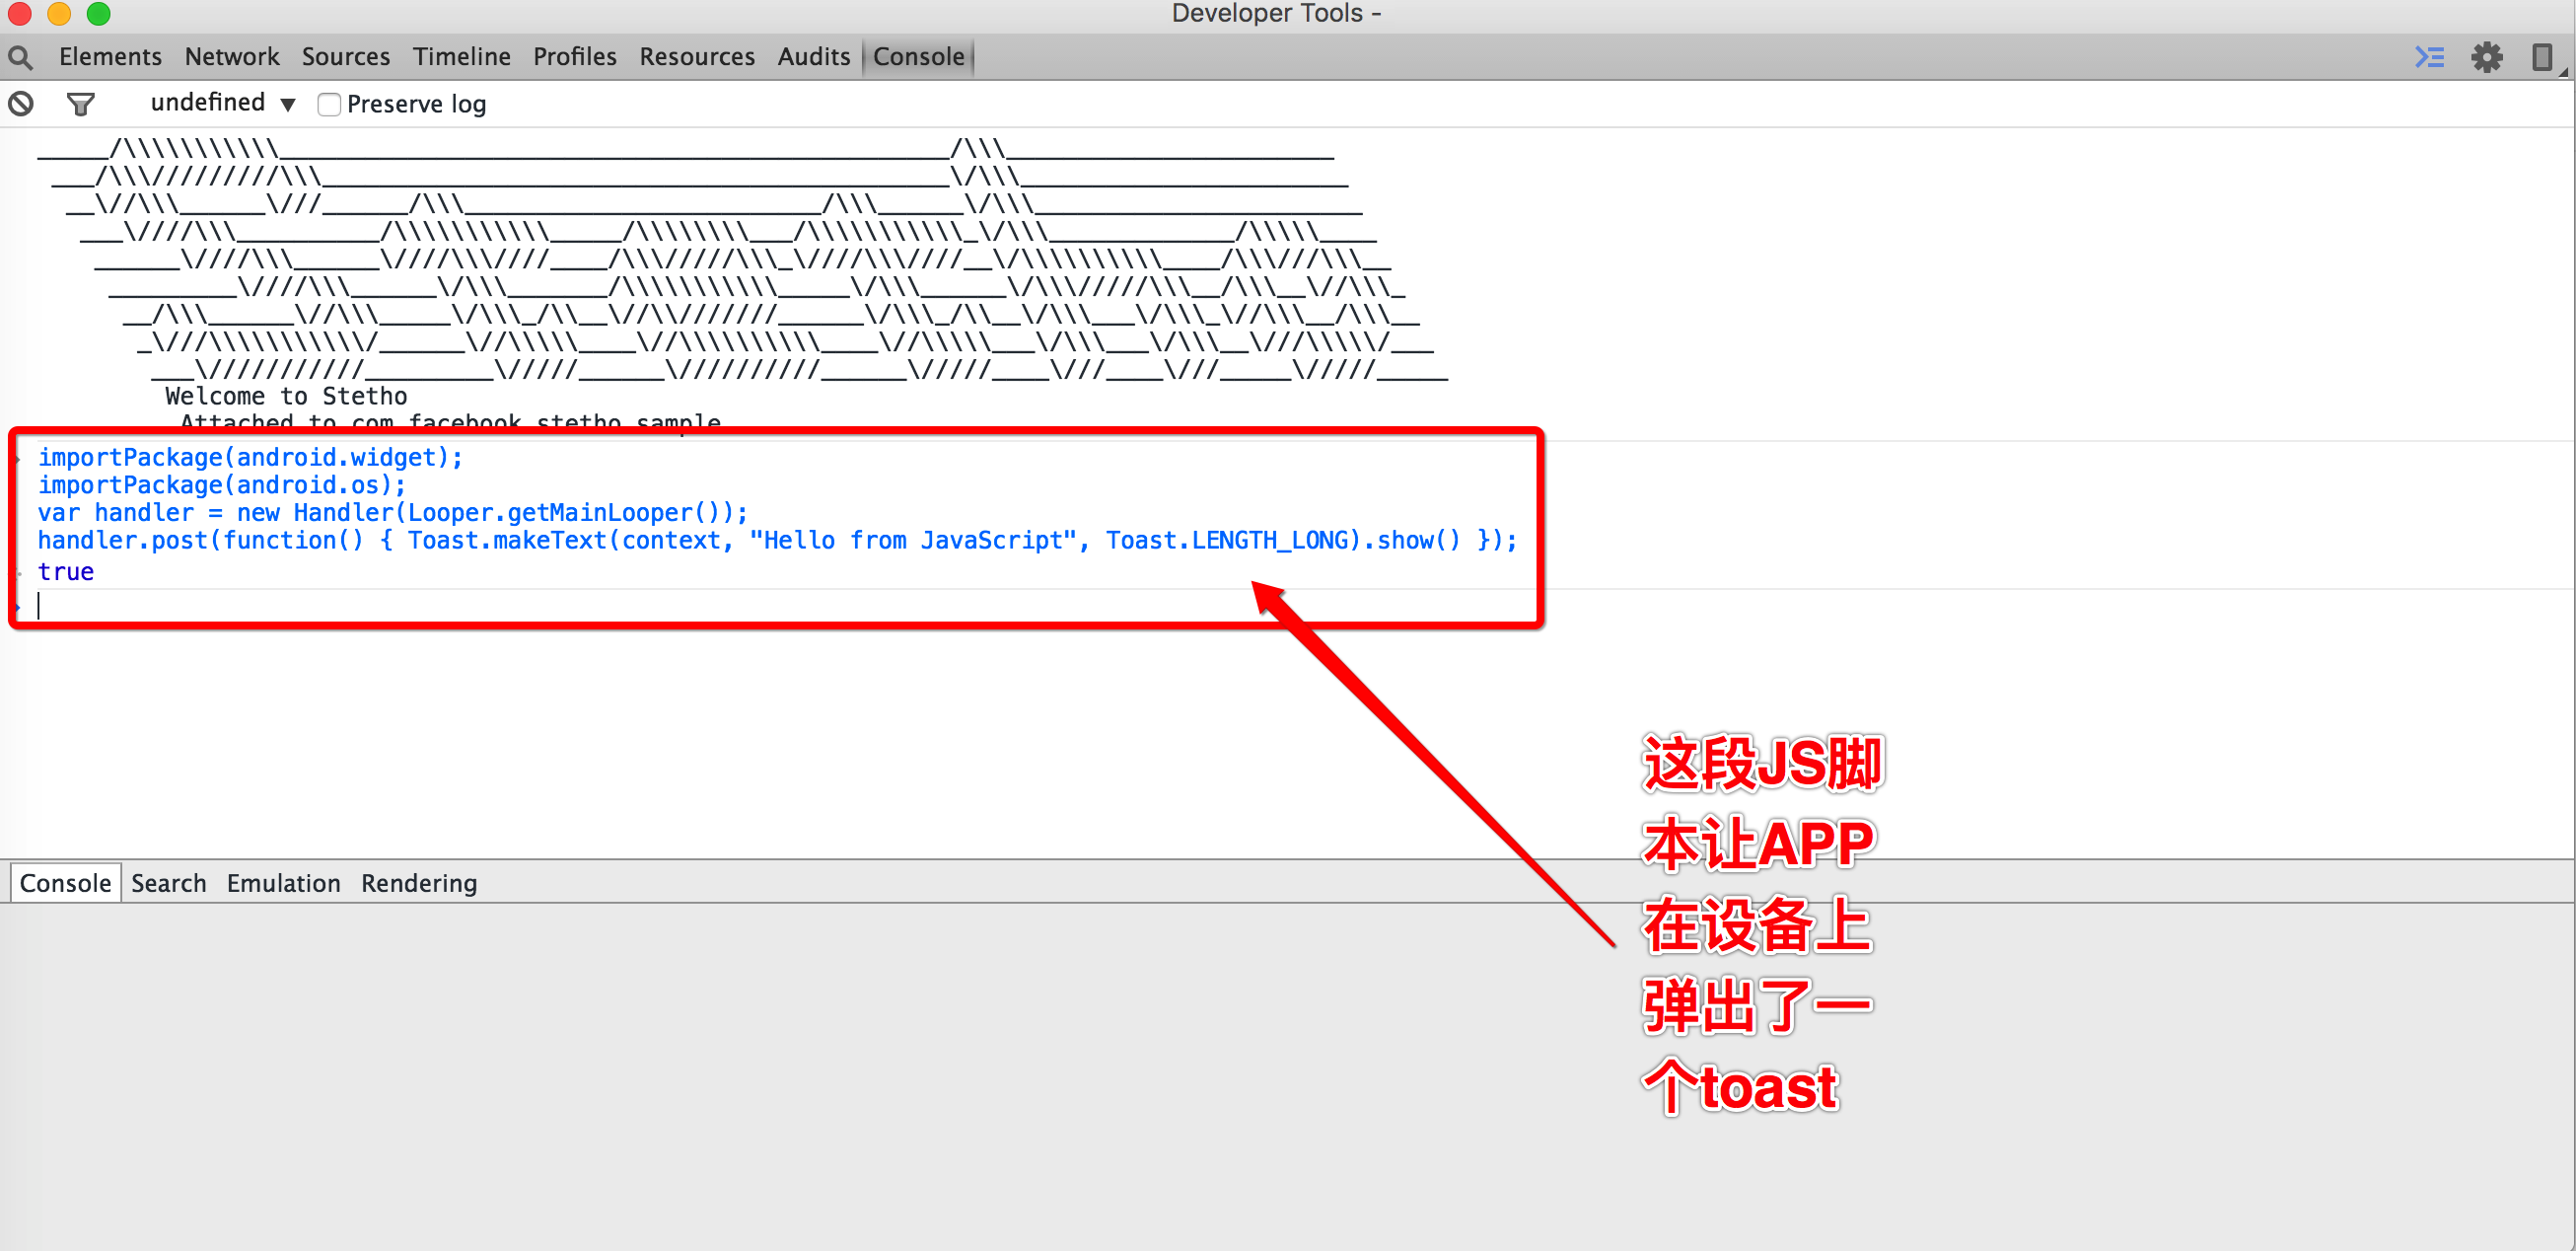 Developer Tools -
Elements Network Sources Timeline Profiles Resources Audits Console
undefined ▼ Preserve log
Welcome to Stetho
Attached to com.facebook.stetho.sample
importPackage(android.widget);
importPackage(android.os);
var handler = new Handler(Looper.getMainLooper());
handler.post(function() { Toast.makeText(context, "Hello from JavaScript", Toast.LENGTH_LONG).show() });
true
这段JS脚
本让APP
在设备上
弹出了一
个toast
Console Search Emulation Rendering